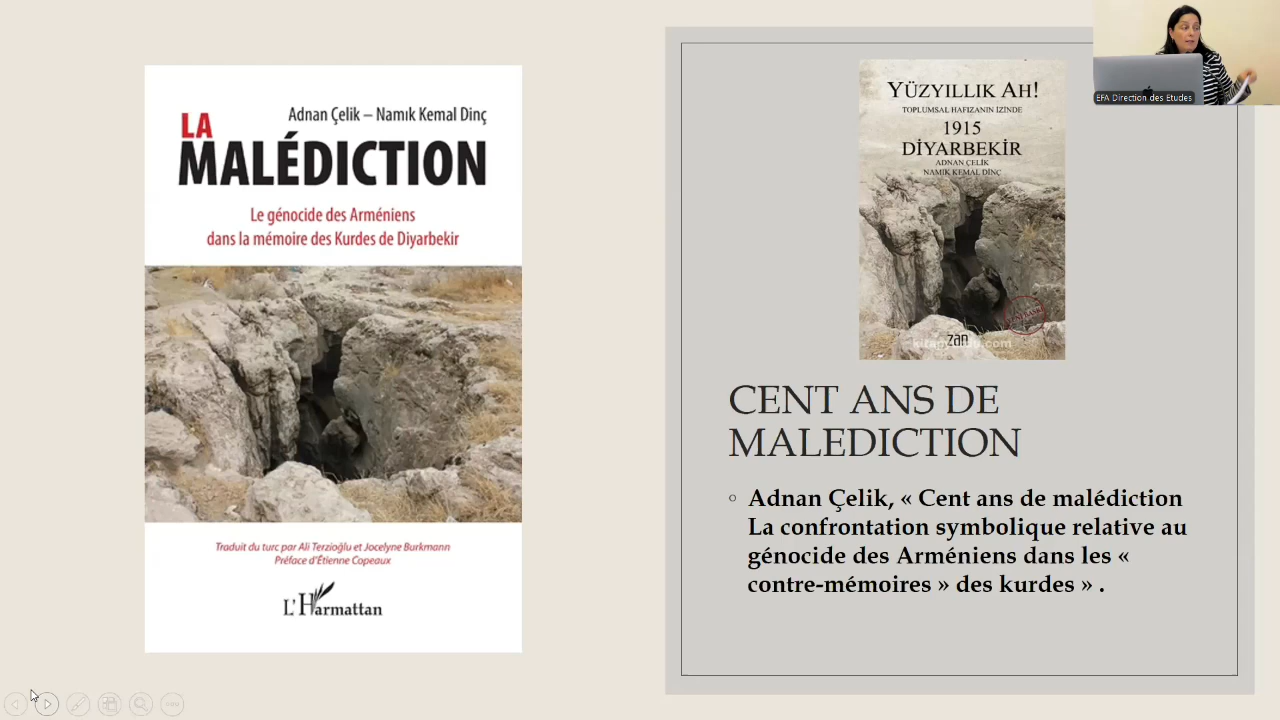 Adnan Çelik – Namık Kemal Dinç
LA
MALÉDICTION
Le génocide des Arméniens
dans la mémoire des Kurdes de Diyarbekir
Traduit du turc par Ali Terzioğlu et Jocelyne Burkmann
Préface d'Étienne Copeaux
L'Harmattan
YÜZYILLIK AH!
TOPLUMSAL HAFIZANIN İZİNDE
1915
DİYARBEKİR
ADNAN ÇELİK
NAMIK KEMAL DİNÇ
zan
CENT ANS DE
MALEDICTION
Adnan Çelik, « Cent ans de malédiction
La confrontation symbolique relative au
génocide des Arméniens dans les «
contre-mémoires » des kurdes » .
EFA Direction des Etudes